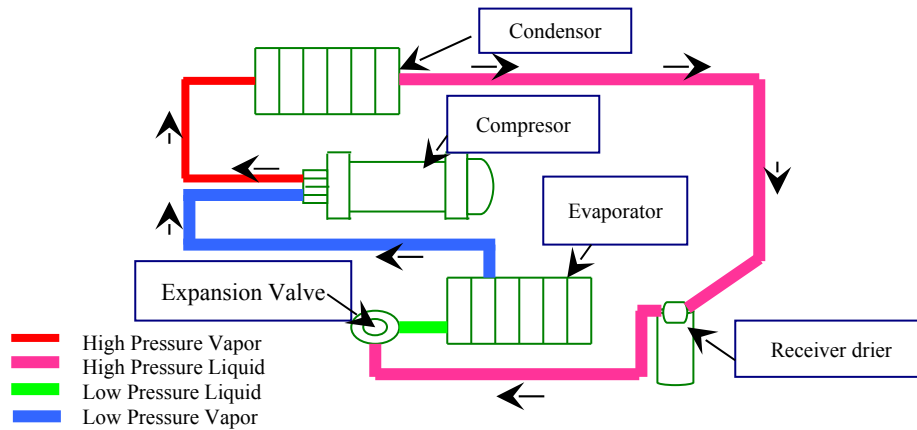 Condensor
Compresor
Evaporator
Expansion Valve
Receiver drier
High Pressure Vapor
High Pressure Liquid
Low Pressure Liquid
Low Pressure Vapor